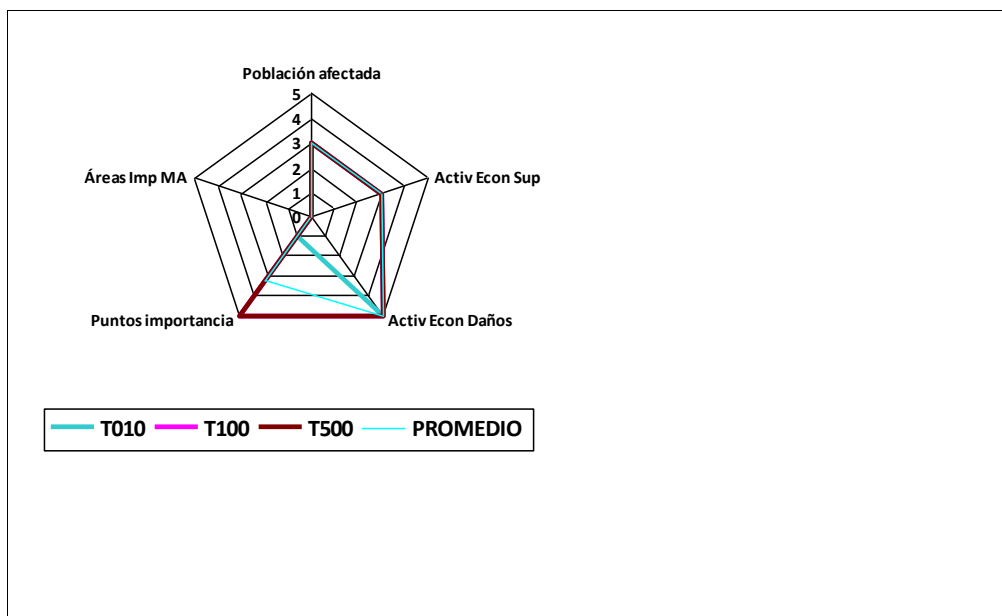 Población afectada
5
4
3
2
1
0
Áreas Imp MA
Activ Econ Sup
Puntos importancia
Activ Econ Daños
T010 T100 T500 PROMEDIO